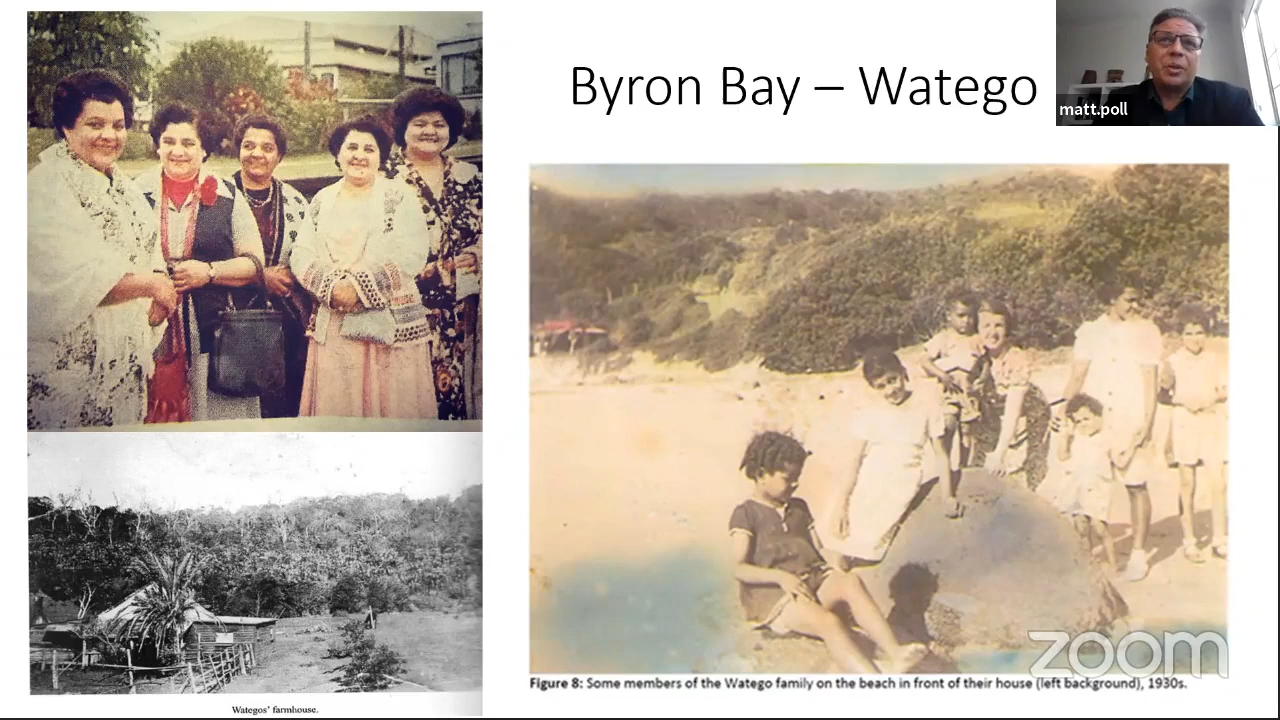 Byron Bay – Watego
matt.poll
zoom
Figure 8: Some members of the Watego family on the beach in front of their house (left background), 1930s.
Wategos' farmhouse.